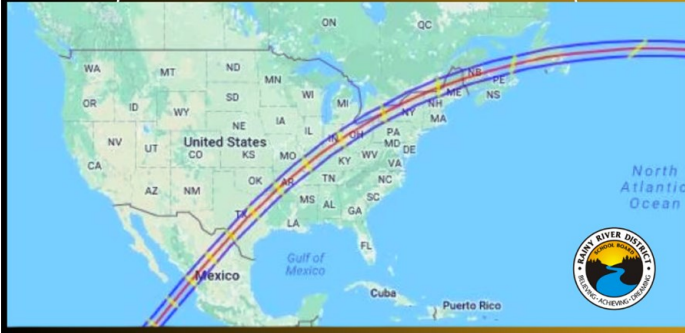 ON
QC
WA
MT
ND
MN
NB
PE
OR
ID
SD
WI
MI
ME
NS
WY
NY
NH
MA
NE
IA
IL
IN
OH
PA
NV
UT
United States
CO
KS
MO
KY
WV
MD
DE
VA
CA
OK
AR
TN
NC
AZ
NM
MS
AL
SC
GA
TX
LA
FL
North
Atlantic
Ocean
Gulf of
Mexico
Mexico
Cuba
Puerto Rico
RAINY RIVER DISTRICT
SCHOOL BOARD
BELIEVING • ACHIEVING • DREAMING